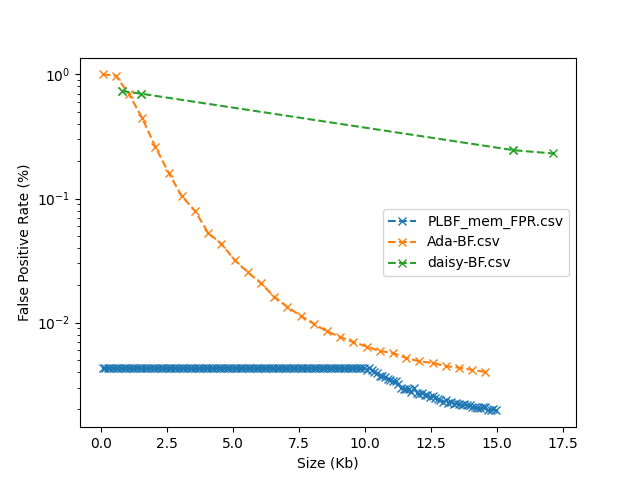 10⁰
10⁻¹
10⁻²
False Positive Rate (%)
PLBF_mem_FPR.csv
Ada-BF.csv
daisy-BF.csv
0.0 2.5 5.0 7.5 10.0 12.5 15.0 17.5
Size (Kb)